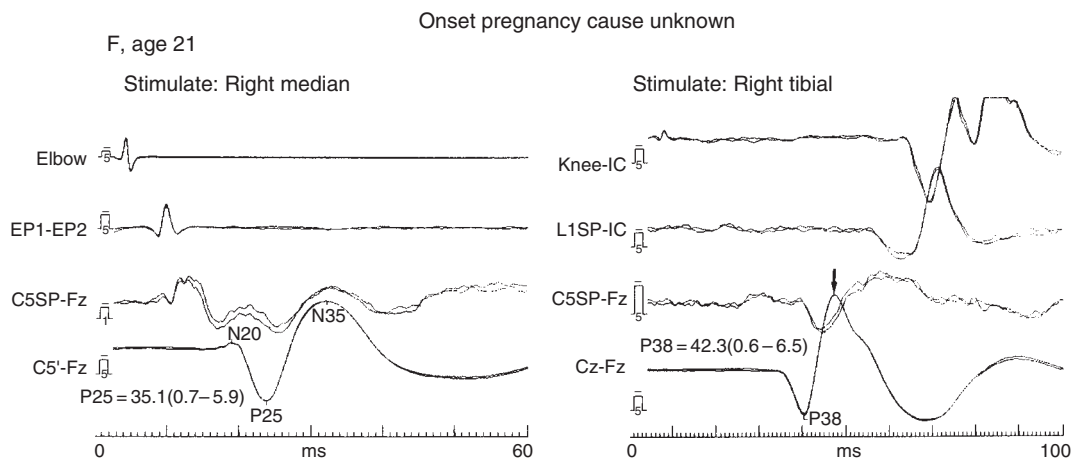 Onset pregnancy cause unknown
F, age 21
Stimulate: Right median
Elbow
5
EP1-EP2
5
C5SP-Fz
1
N20
N35
C5'-Fz
5
P25 = 35.1(0.7 – 5.9)
P25
0 ms 60
Stimulate: Right tibial
Knee-IC
5
L1SP-IC
5
C5SP-Fz
5
P38 = 42.3(0.6 – 6.5)
Cz-Fz
5
P38
0 ms 100